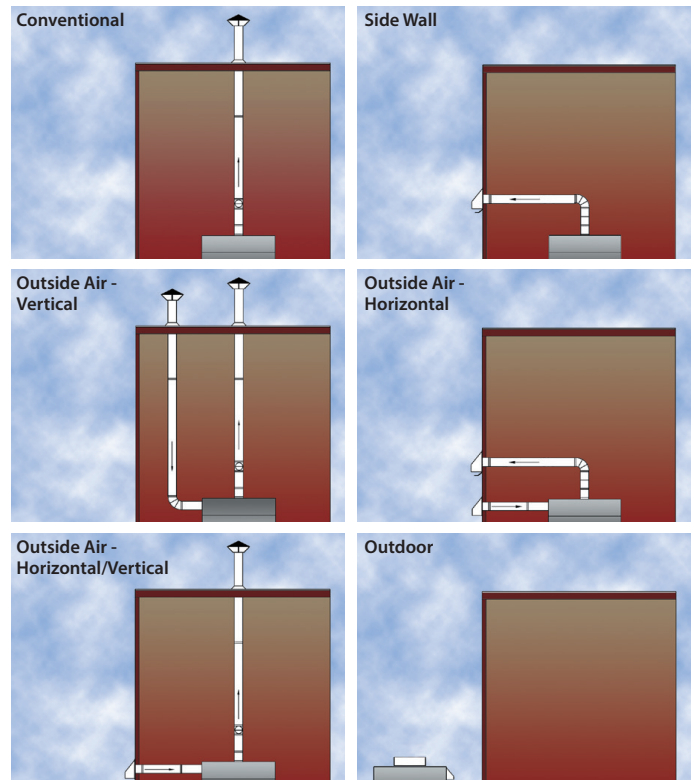 Conventional
Side Wall
Outside Air -
Vertical
Outside Air -
Horizontal
Outside Air -
Horizontal/Vertical
Outdoor